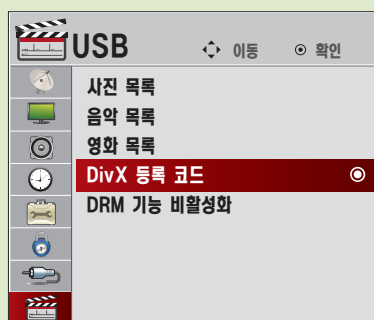 USB 이동 확인
사진 목록
음악 목록
영화 목록
DivX 등록 코드
DRM 기능 비활성화